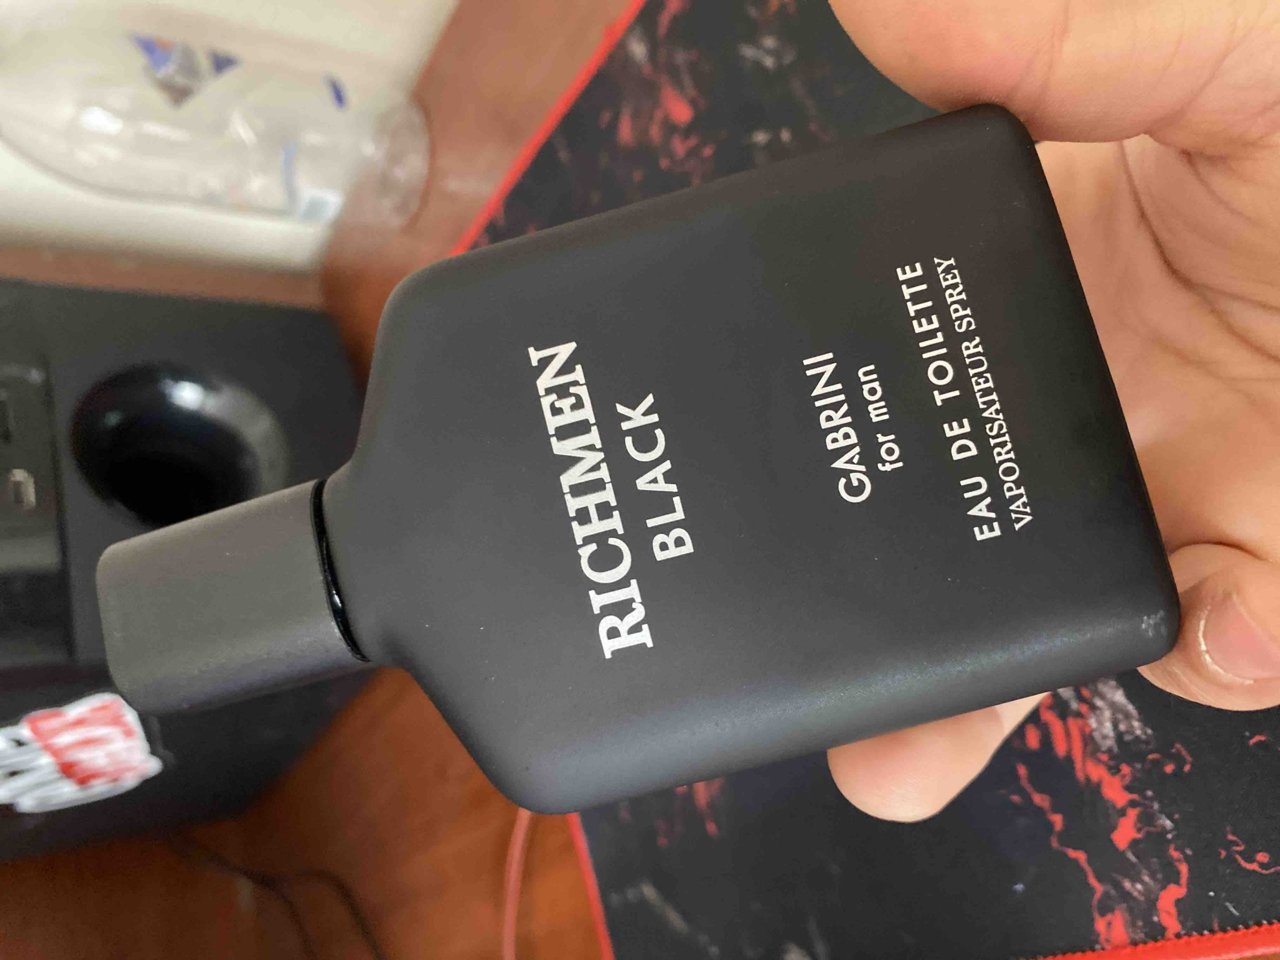 RICHMEN
BLACK
GABRINI
for man
EAU DE TOILETTE
VAPORISATEUR SPREY